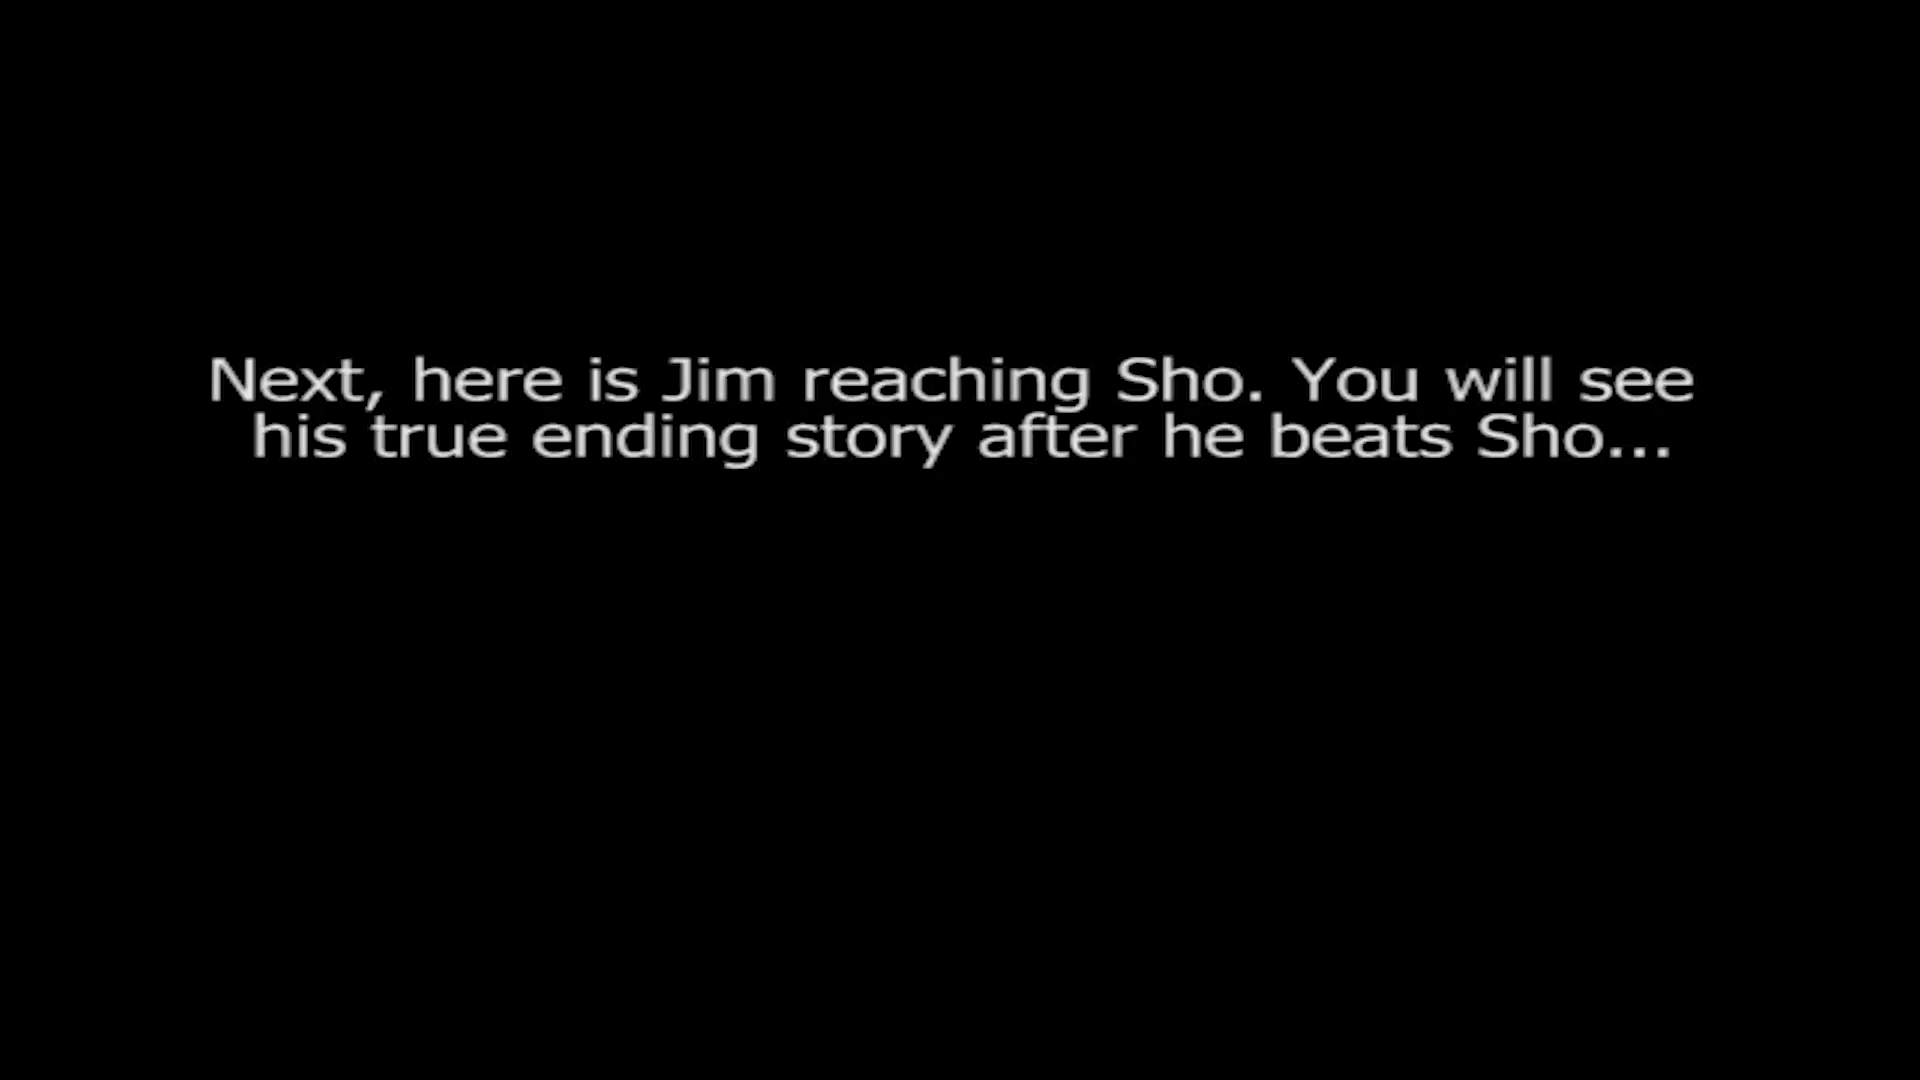 Next, here is Jim reaching Sho. You will see
his true ending story after he beats Sho...